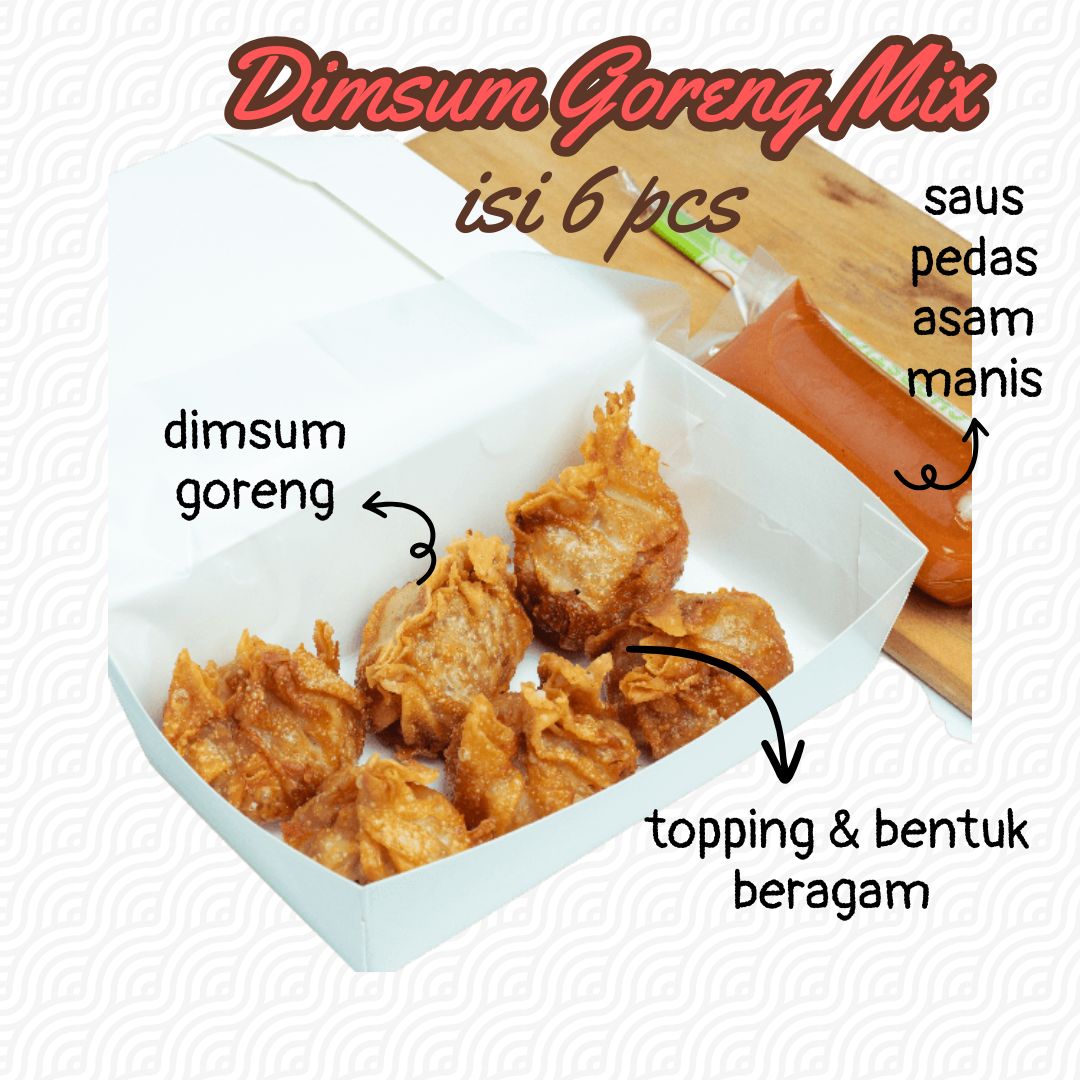 Dimsum Goreng Mix
isi 6 pcs
saus
pedas
asam
manis
dimsum
goreng
topping & bentuk
beragam